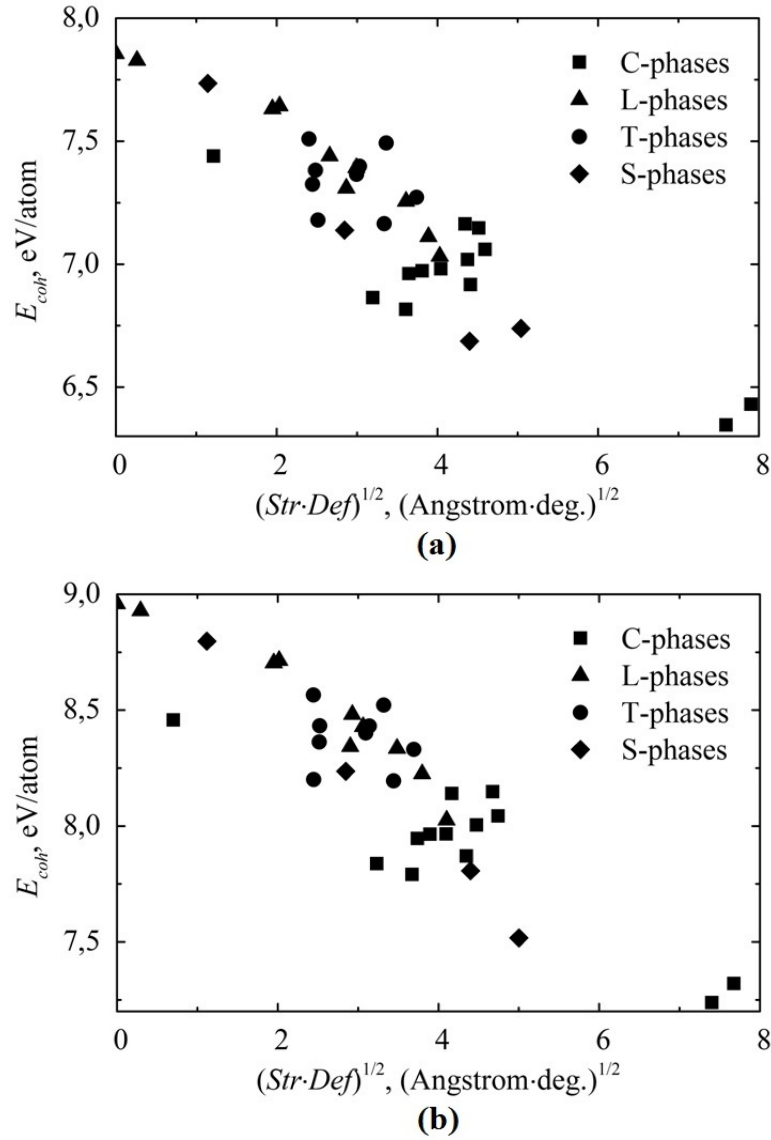 8,0
C-phases
L-phases
T-phases
S-phases
7,5
7,0
6,5
E_coh, eV/atom
0 2 4 6 8
(Str·Def)^1/2, (Angstrom·deg.)^1/2
(a)
9,0
C-phases
L-phases
T-phases
S-phases
8,5
8,0
7,5
E_coh, eV/atom
0 2 4 6 8
(Str·Def)^1/2, (Angstrom·deg.)^1/2
(b)